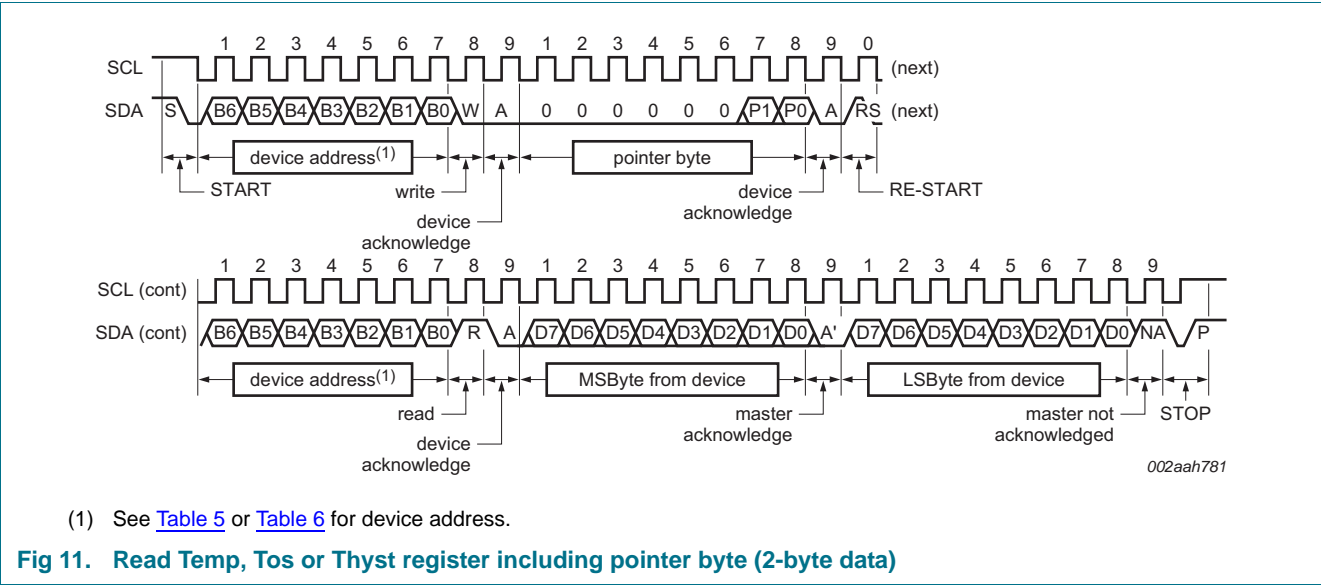 1 2 3 4 5 6 7 8 9 1 2 3 4 5 6 7 8 9 0
SCL (next)
SDA S B6 B5 B4 B3 B2 B1 B0 W A 0 0 0 0 0 0 P1 P0 A RS (next)
device address(1) pointer byte
START write device RE-START
acknowledge
device
acknowledge
1 2 3 4 5 6 7 8 9 1 2 3 4 5 6 7 8 9 1 2 3 4 5 6 7 8 9
SCL (cont)
SDA (cont) B6 B5 B4 B3 B2 B1 B0 R A D7 D6 D5 D4 D3 D2 D1 D0 A' D7 D6 D5 D4 D3 D2 D1 D0 NA P
device address(1) MSByte from device LSByte from device
read master master not STOP
acknowledge acknowledged
device
acknowledge
002aah781
(1) See Table 5 or Table 6 for device address.
Fig 11. Read Temp, Tos or Thyst register including pointer byte (2-byte data)